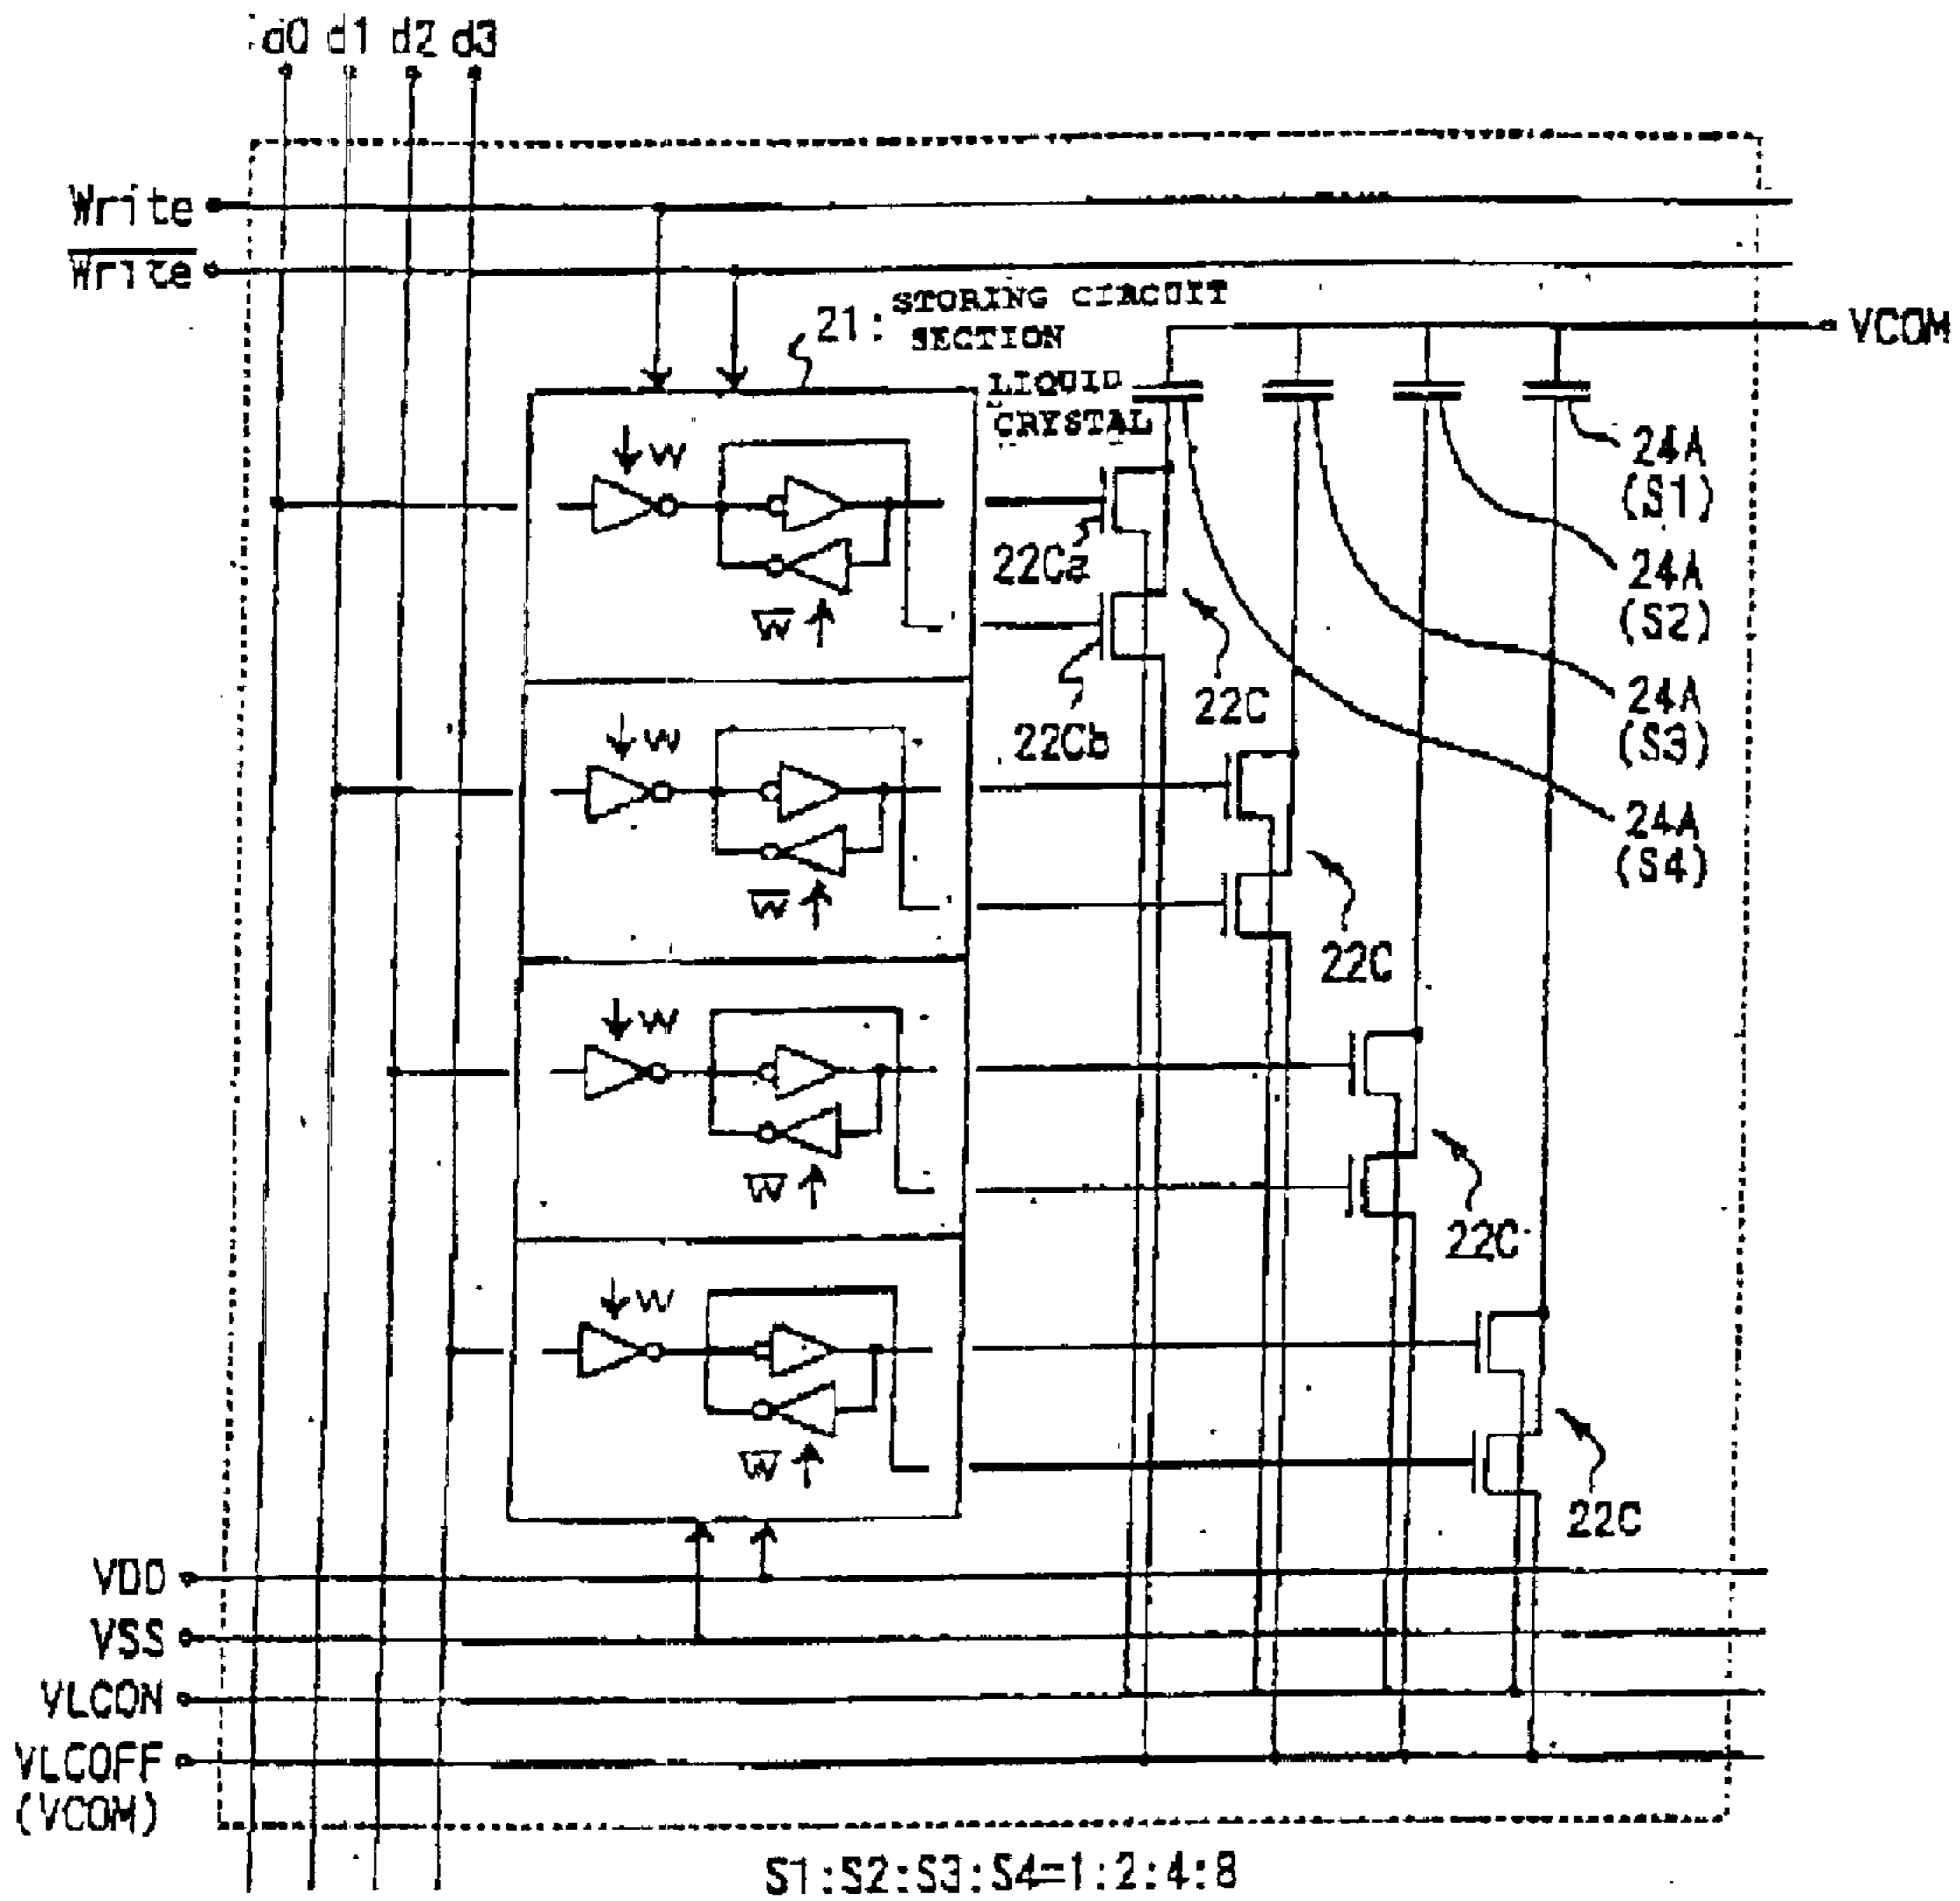 d0 d1 d2 d3
Write
W̅r̅i̅t̅e̅
21: STORING CIRCUIT
SECTION
VCOM
LIQUID
CRYSTAL
W
24A
(S1)
22Ca
24A
(S2)
W̅
22C
24A
(S3)
22Cb
W
24A
(S4)
W̅
22C
W
W̅
22C
W
W̅
22C
VDD
VSS
VLCON
VLCOFF
(VCOM)
S1:S2:S3:S4=1:2:4:8